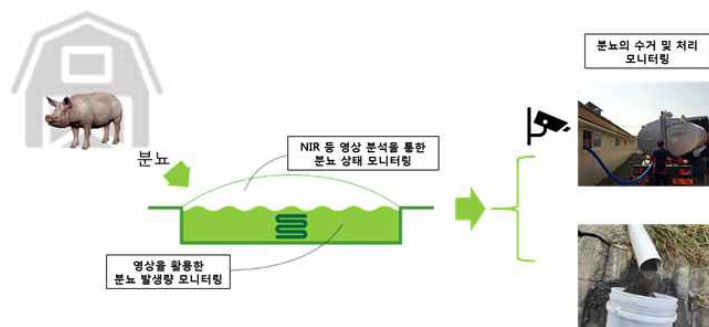 분뇨의 수거 및 처리
모니터링
NIR 등 영상 분석을 통한
분뇨 상태 모니터링
분뇨
영상을 활용한
분뇨 발생량 모니터링